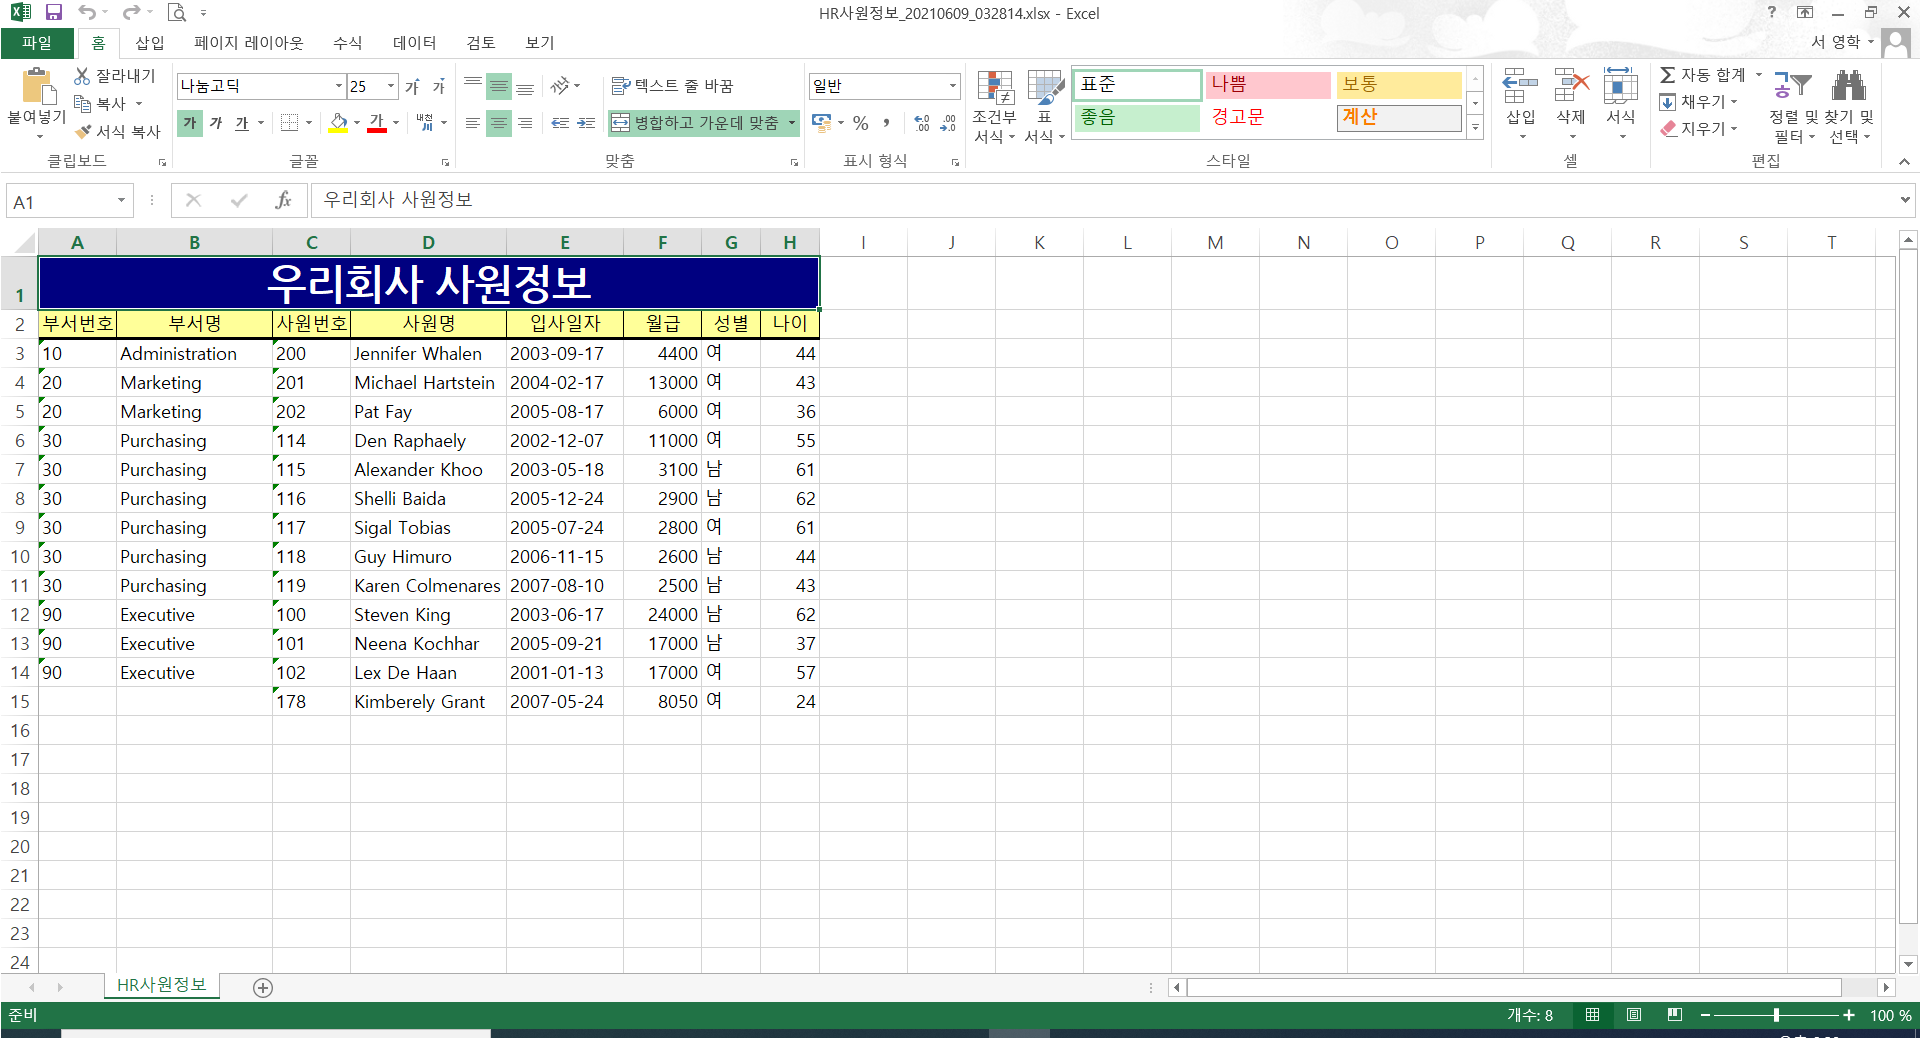 HR사원정보_20210609_032814.xlsx - Excel
파일 홈 삽입 페이지 레이아웃 수식 데이터 검토 보기 서 영학
붙여넣기
잘라내기
복사
서식 복사
클립보드
나눔고딕 25
가 가 가 가 내천
글꼴
텍스트 줄 바꿈
병합하고 가운데 맞춤
맞춤
일반
% ,
표시 형식
조건부 서식
표 서식
표준 나쁨 보통
좋음 경고문 계산
스타일
삽입 삭제 서식
셀
자동 합계
채우기
지우기
정렬 및 필터
찾기 및 선택
편집
A1 fx 우리회사 사원정보
A B C D E F G H I J K L M N O P Q R S T
1 우리회사 사원정보
2 부서번호 부서명 사원번호 사원명 입사일자 월급 성별 나이
3 10 Administration 200 Jennifer Whalen 2003-09-17 4400 여 44
4 20 Marketing 201 Michael Hartstein 2004-02-17 13000 여 43
5 20 Marketing 202 Pat Fay 2005-08-17 6000 여 36
6 30 Purchasing 114 Den Raphaely 2002-12-07 11000 여 55
7 30 Purchasing 115 Alexander Khoo 2003-05-18 3100 남 61
8 30 Purchasing 116 Shelli Baida 2005-12-24 2900 남 62
9 30 Purchasing 117 Sigal Tobias 2005-07-24 2800 여 61
10 30 Purchasing 118 Guy Himuro 2006-11-15 2600 남 44
11 30 Purchasing 119 Karen Colmenares 2007-08-10 2500 남 43
12 90 Executive 100 Steven King 2003-06-17 24000 남 62
13 90 Executive 101 Neena Kochhar 2005-09-21 17000 남 37
14 90 Executive 102 Lex De Haan 2001-01-13 17000 여 57
15 178 Kimberely Grant 2007-05-24 8050 여 24
16
17
18
19
20
21
22
23
24
HR사원정보
준비 개수: 8 100 %